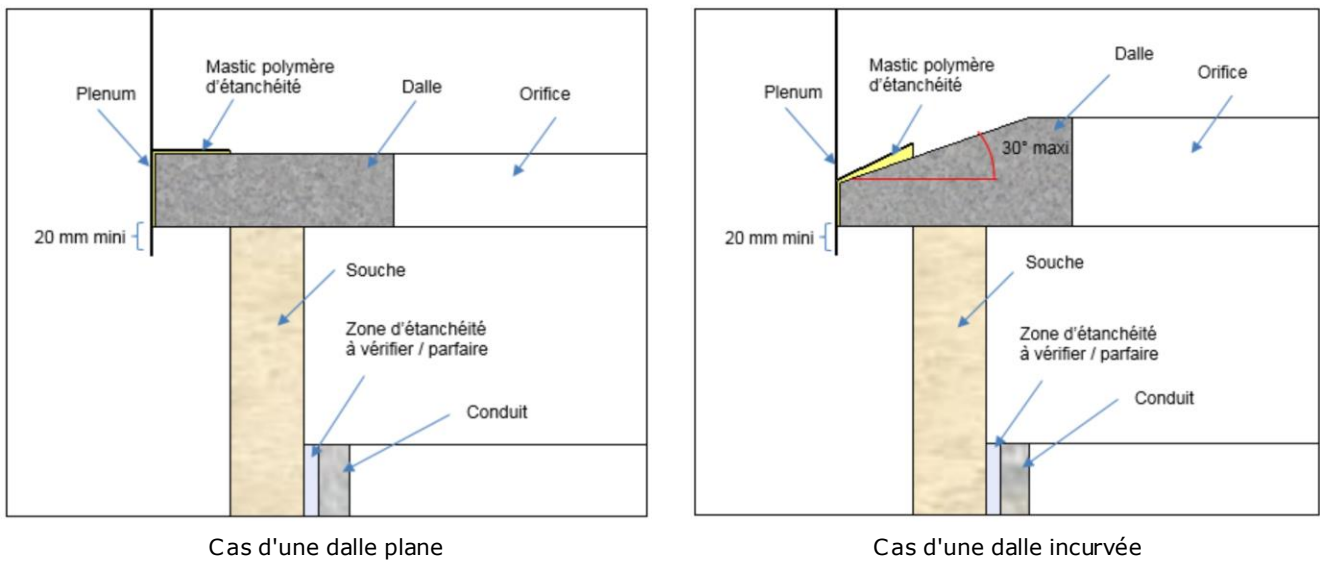 Plenum
Mastic polymère
d'étanchéité
Dalle
Orifice
20 mm mini
Souche
Zone d'étanchéité
à vérifier / parfaire
Conduit
Cas d'une dalle plane
Plenum
Mastic polymère
d'étanchéité
Dalle
Orifice
30° maxi
20 mm mini
Souche
Zone d'étanchéité
à vérifier / parfaire
Conduit
Cas d'une dalle incurvée